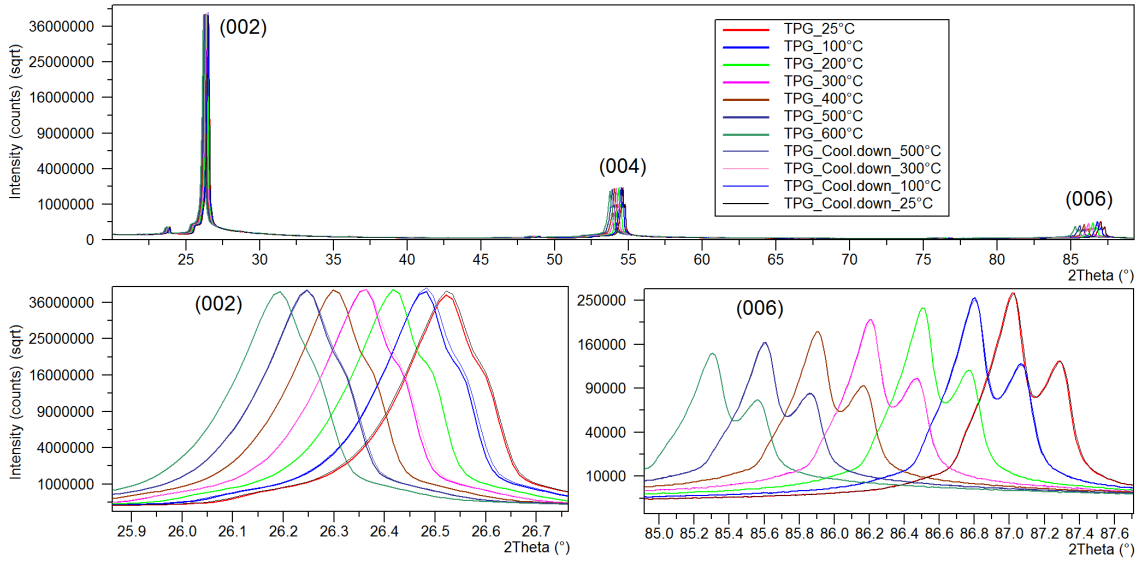 Intensity (counts) (sqrt)
36000000
25000000
16000000
9000000
4000000
1000000
0
(002)
(004)
(006)
TPG_25°C
TPG_100°C
TPG_200°C
TPG_300°C
TPG_400°C
TPG_500°C
TPG_600°C
TPG_Cool.down_500°C
TPG_Cool.down_300°C
TPG_Cool.down_100°C
TPG_Cool.down_25°C
25 30 35 40 45 50 55 60 65 70 75 80 85
2Theta (°)
Intensity (counts) (sqrt)
36000000
25000000
16000000
9000000
4000000
1000000
(002)
25.9 26.0 26.1 26.2 26.3 26.4 26.5 26.6 26.7
2Theta (°)
250000
160000
90000
40000
10000
(006)
85.0 85.2 85.4 85.6 85.8 86.0 86.2 86.4 86.6 86.8 87.0 87.2 87.4 87.6
2Theta (°)